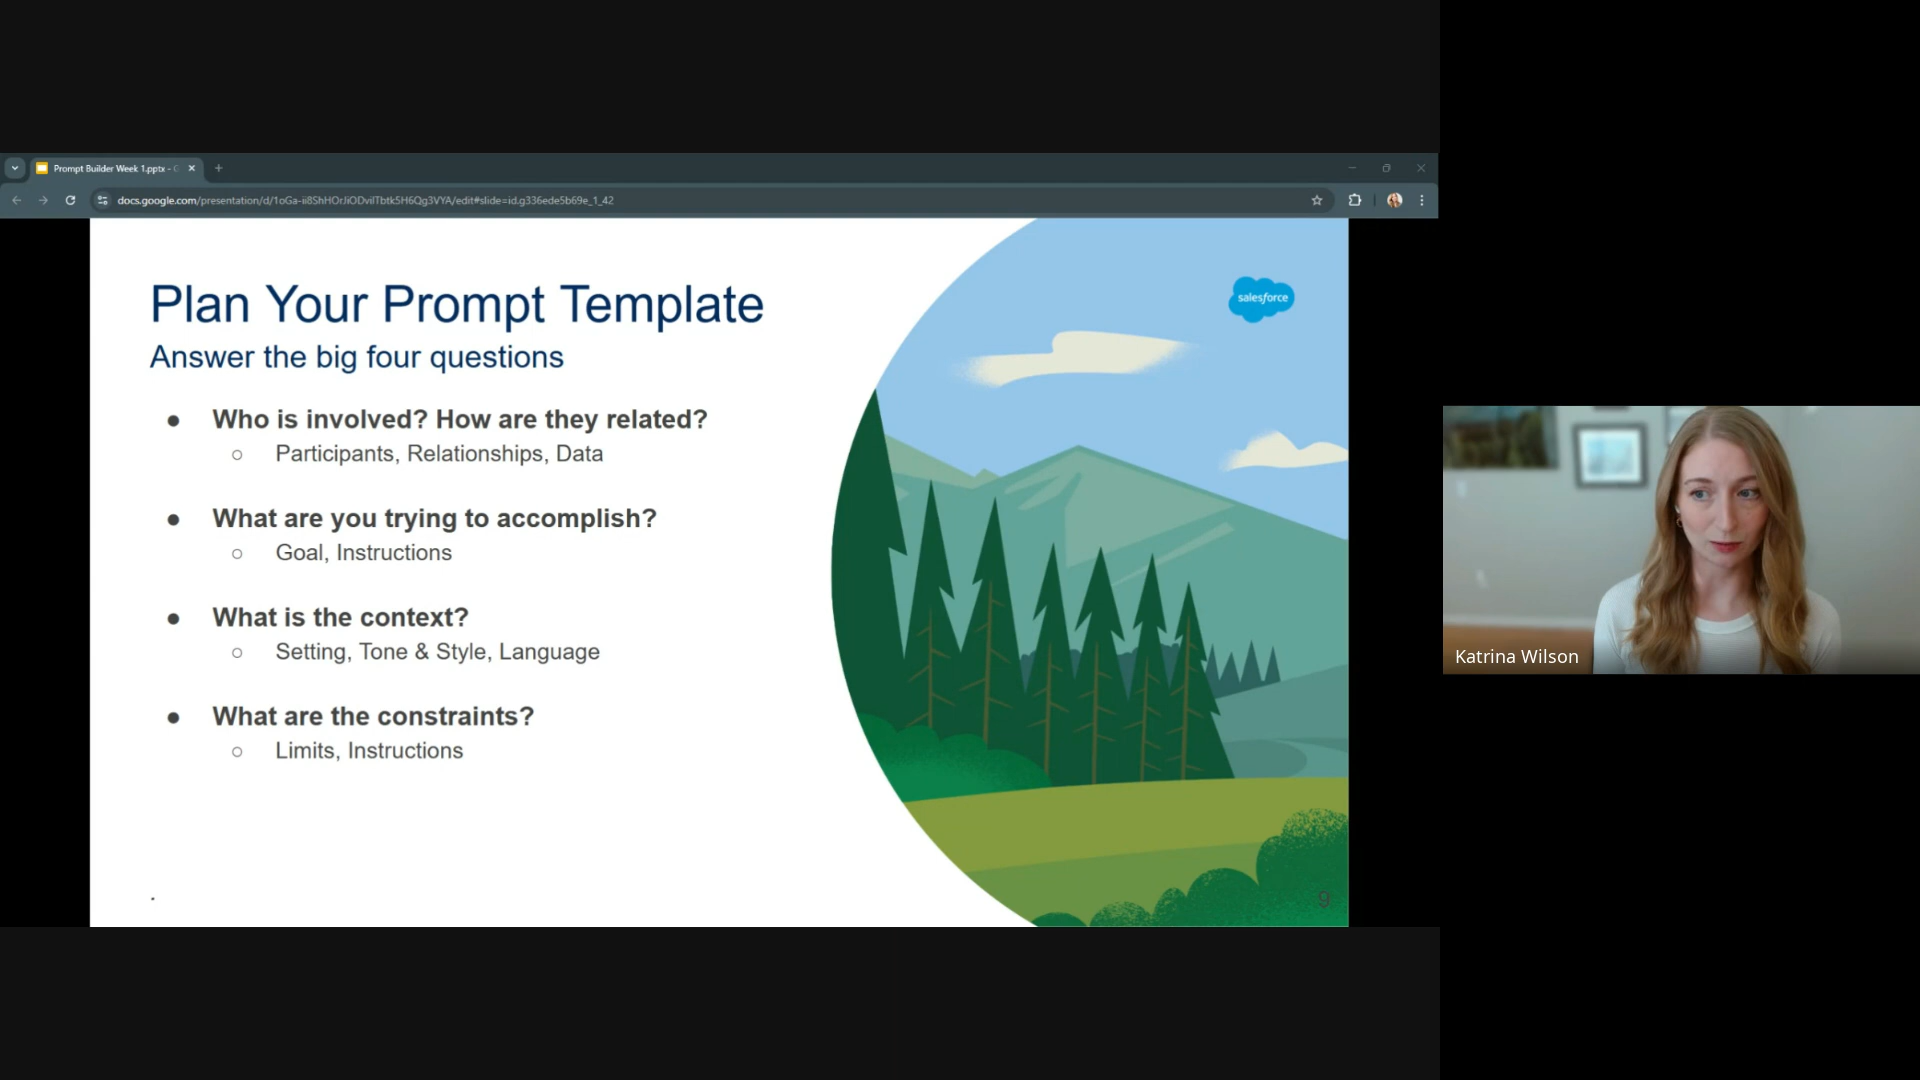 Prompt Builder Week 1.pptx - G
docs.google.com/presentation/d/1oGa-ii8ShHOrJiODvilTbtk5H6Qg3VYA/edit#slide=id.g336ede5b69e_1_42
Plan Your Prompt Template
salesforce
Answer the big four questions
● Who is involved? How are they related?
○ Participants, Relationships, Data
● What are you trying to accomplish?
○ Goal, Instructions
● What is the context?
○ Setting, Tone & Style, Language
● What are the constraints?
○ Limits, Instructions
.
9
Katrina Wilson